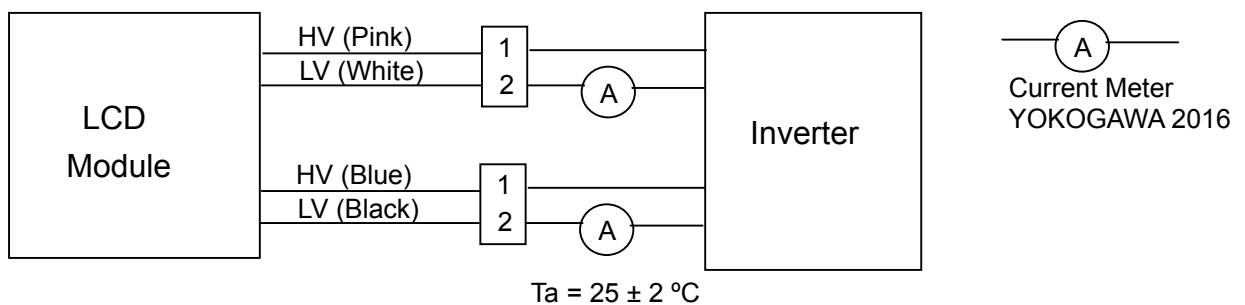 LCD
Module
HV (Pink)
LV (White)
1
2
A
HV (Blue)
LV (Black)
1
2
A
Inverter
A
Current Meter
YOKOGAWA 2016
Ta = 25 ± 2 ºC